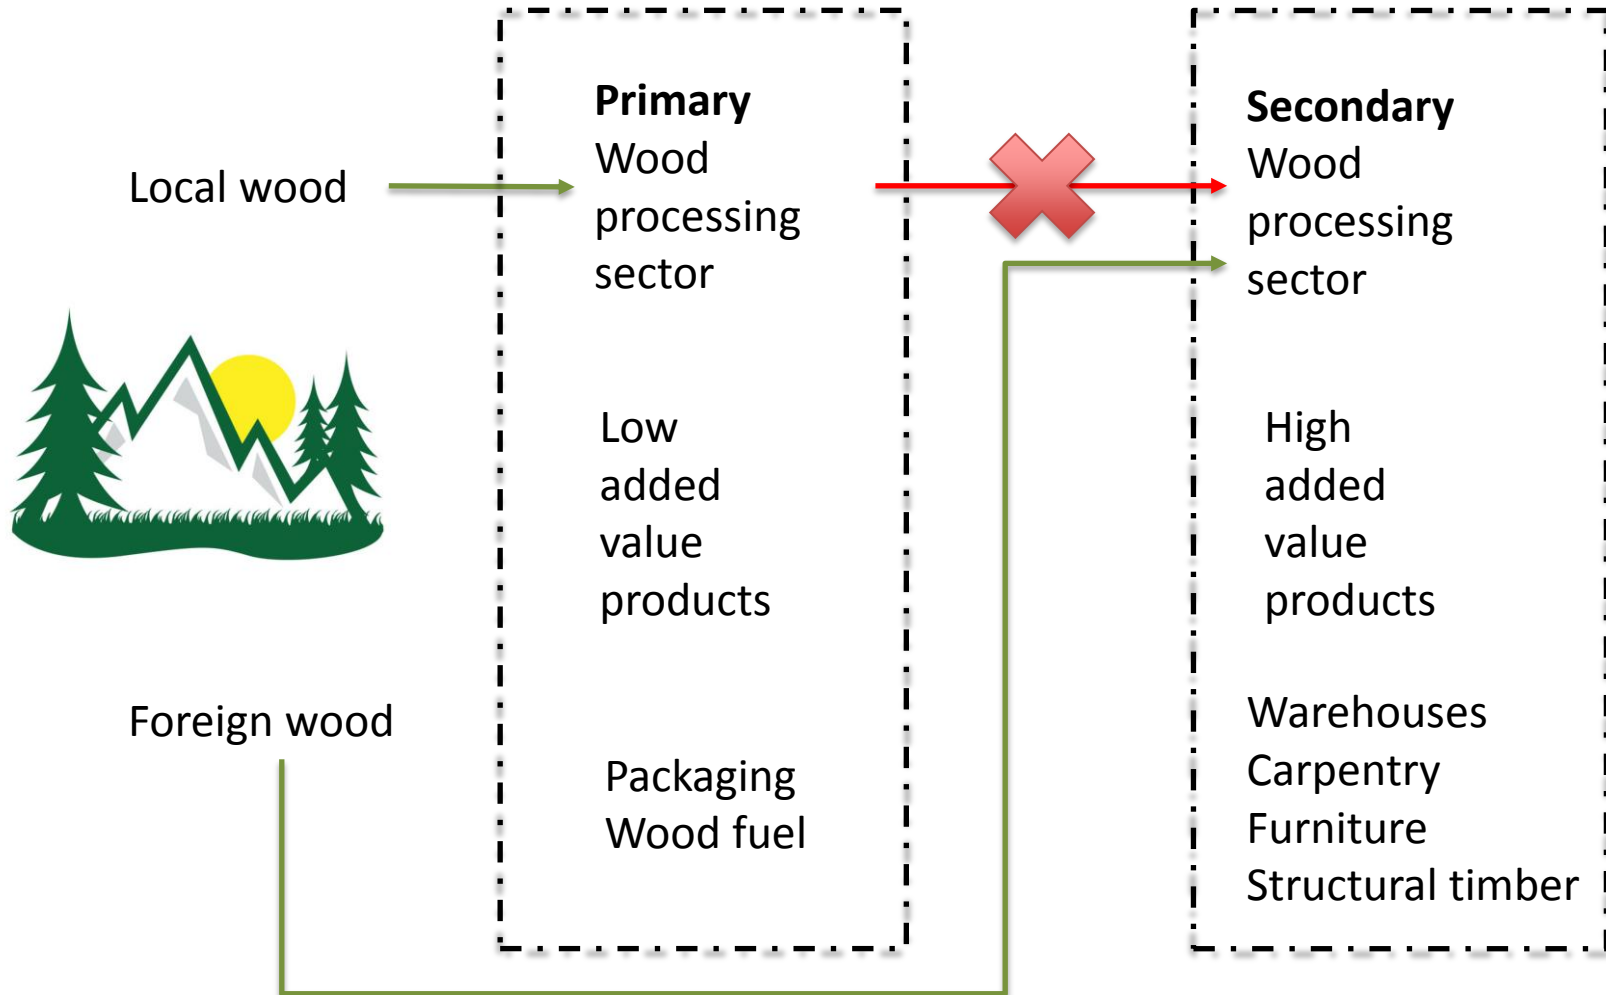 Local wood
Foreign wood
Primary
Wood
processing
sector
Low
added
value
products
Packaging
Wood fuel
Secondary
Wood
processing
sector
High
added
value
products
Warehouses
Carpentry
Furniture
Structural timber